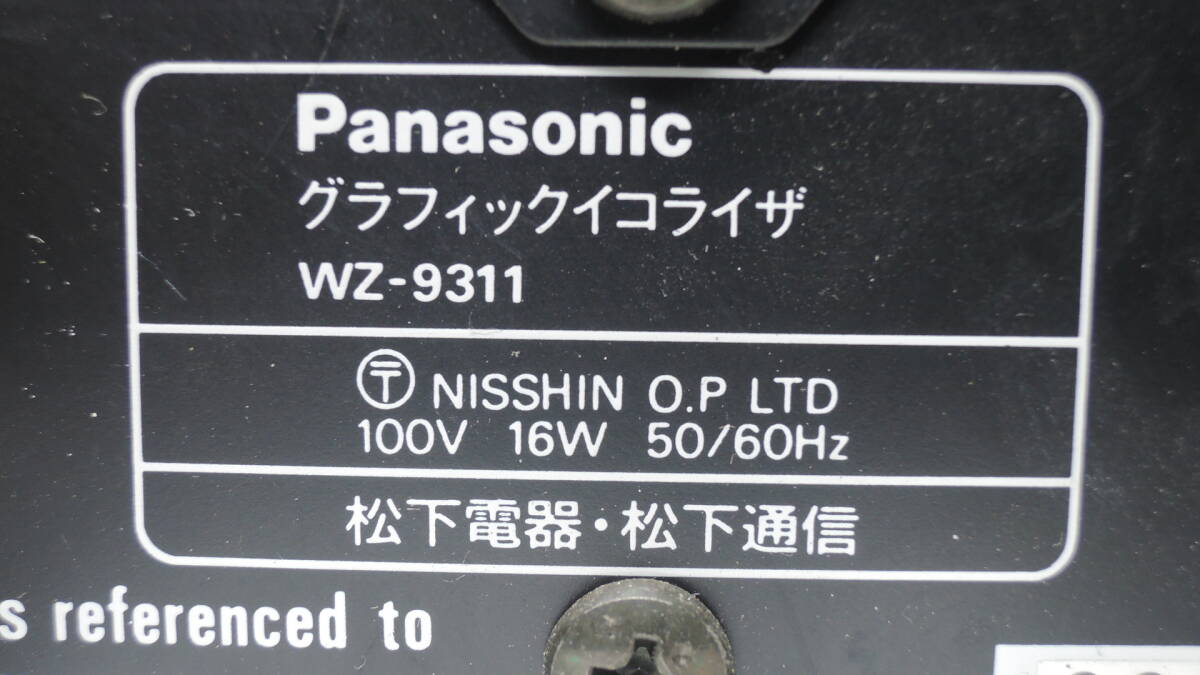 Panasonic
グラフィックイコライザ
WZ-9311
〶 NISSHIN O.P LTD
100V 16W 50/60Hz
松下電器・松下通信
s referenced to